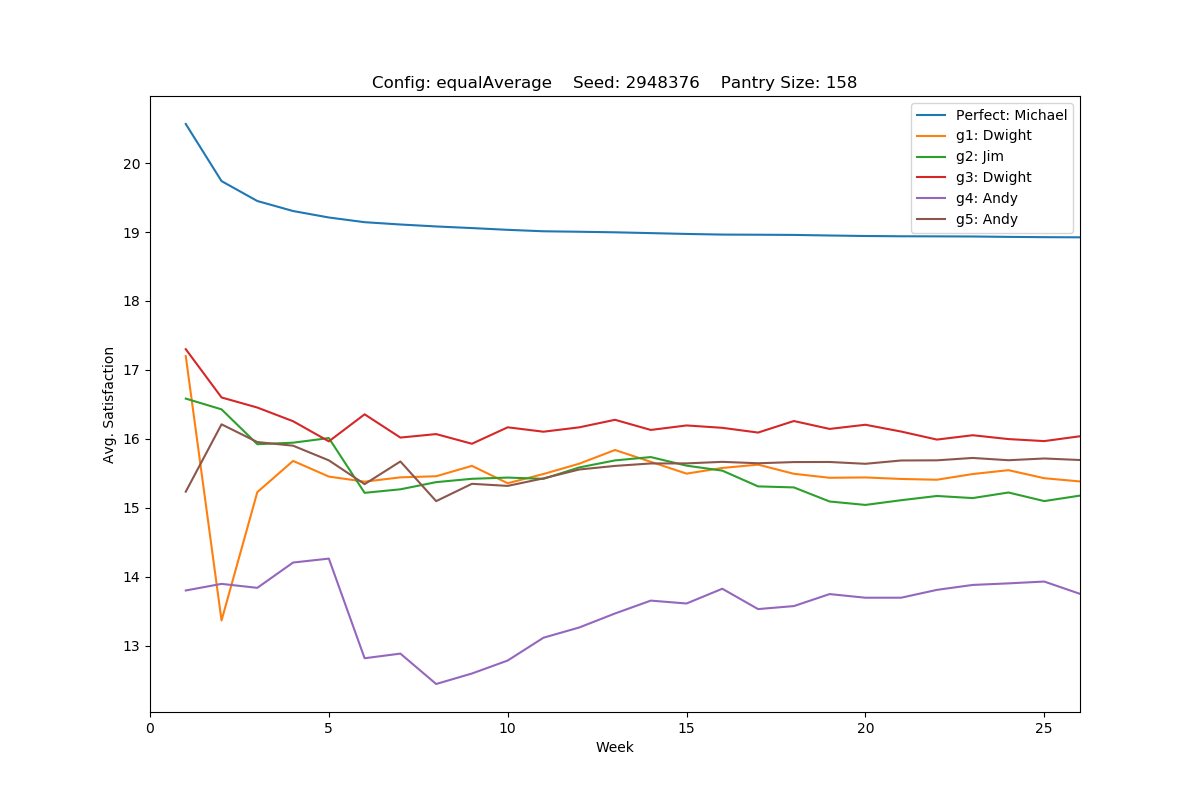 Config: equalAverage    Seed: 2948376    Pantry Size: 158
Perfect: Michael
g1: Dwight
g2: Jim
g3: Dwight
g4: Andy
g5: Andy
Avg. Satisfaction
20
19
18
17
16
15
14
13
0 5 10 15 20 25
Week